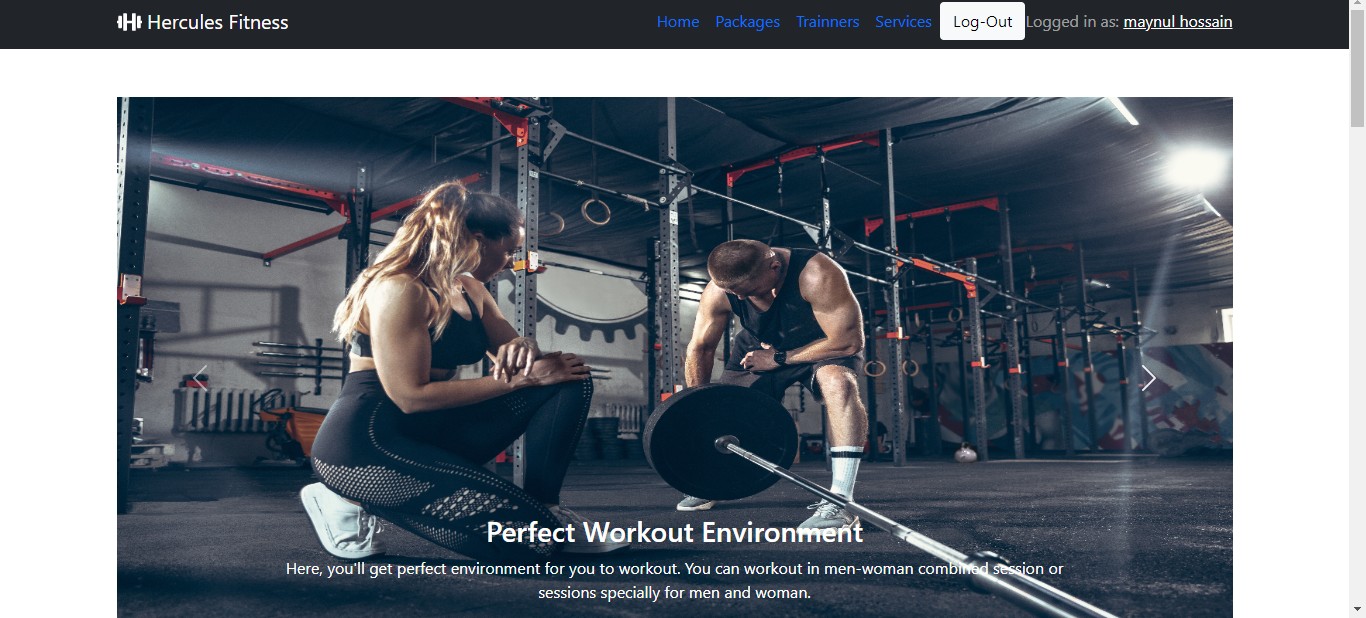 Hercules Fitness
Home Packages Trainners Services Log-Out Logged in as: maynul hossain
Perfect Workout Environment
Here, you'll get perfect environment for you to workout. You can workout in men-woman combined session or
sessions specially for men and woman.